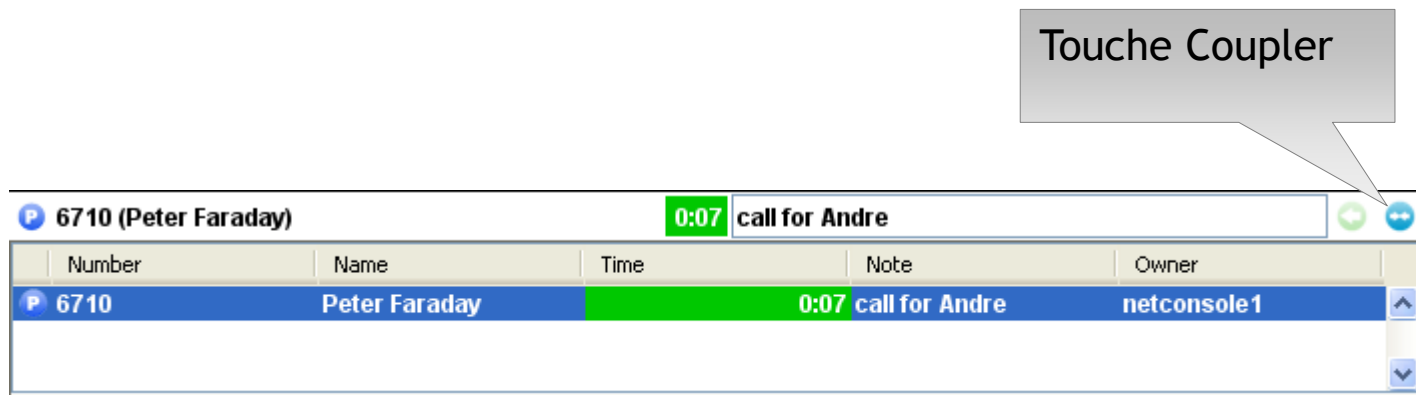 Touche Coupler
P 6710 (Peter Faraday) 0:07 call for Andre
Number Name Time Note Owner
P 6710 Peter Faraday 0:07 call for Andre netconsole1